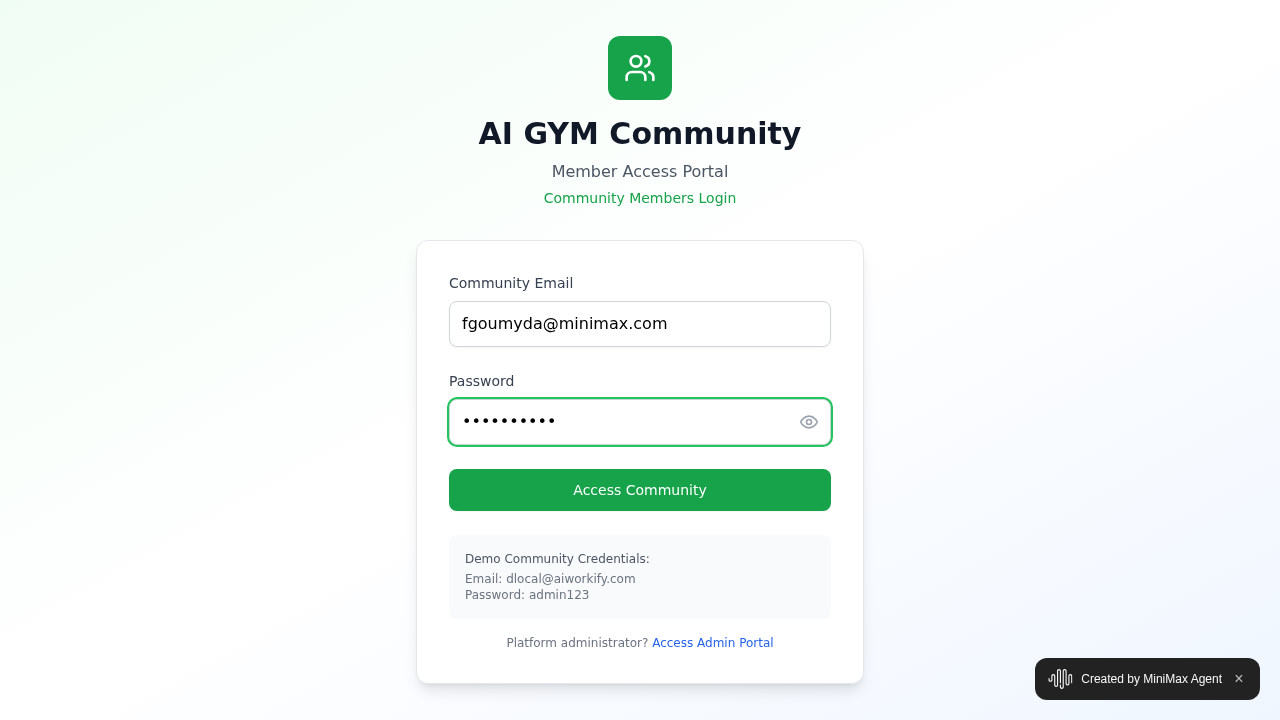 AI GYM Community
Member Access Portal
Community Members Login
Community Email
fgoumyda@minimax.com
Password
••••••••••
Access Community
Demo Community Credentials:
Email: dlocal@aiworkify.com
Password: admin123
Platform administrator? Access Admin Portal
Created by MiniMax Agent ×